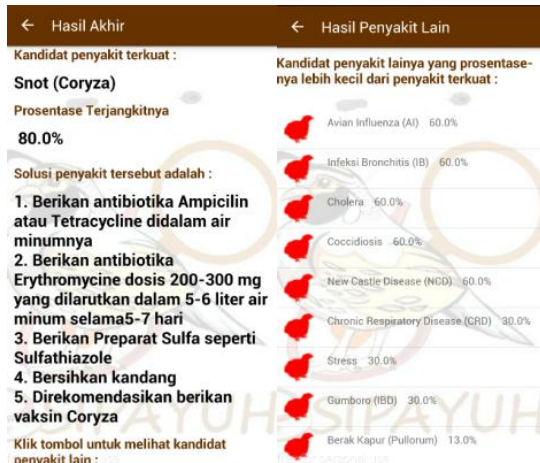 ← Hasil Akhir
Kandidat penyakit terkuat :
Snot (Coryza)
Prosentase Terjangkitnya
80.0%
Solusi penyakit tersebut adalah :
1. Berikan antibiotika Ampicilin
atau Tetracycline didalam air
minumnya
2. Berikan antibiotika
Erythromycine dosis 200-300 mg
yang dilarutkan dalam 5-6 liter air
minum selama5-7 hari
3. Berikan Preparat Sulfa seperti
Sulfathiazole
4. Bersihkan kandang
5. Direkomendasikan berikan
vaksin Coryza
Klik tombol untuk melihat kandidat
penyakit lain :
← Hasil Penyakit Lain
Kandidat penyakit lainya yang prosentase-
nya lebih kecil dari penyakit terkuat :
Avian Influenza (AI) 60.0%
Infeksi Bronchitis (IB) 60.0%
Cholera 60.0%
Coccidiosis 60.0%
New Castle Disease (NCD) 60.0%
Chronic Respiratory Disease (CRD) 30.0%
Stress 30.0%
Gumboro (IBD) 30.0%
Berak Kapur (Pullorum) 13.0%
SIPAYUH